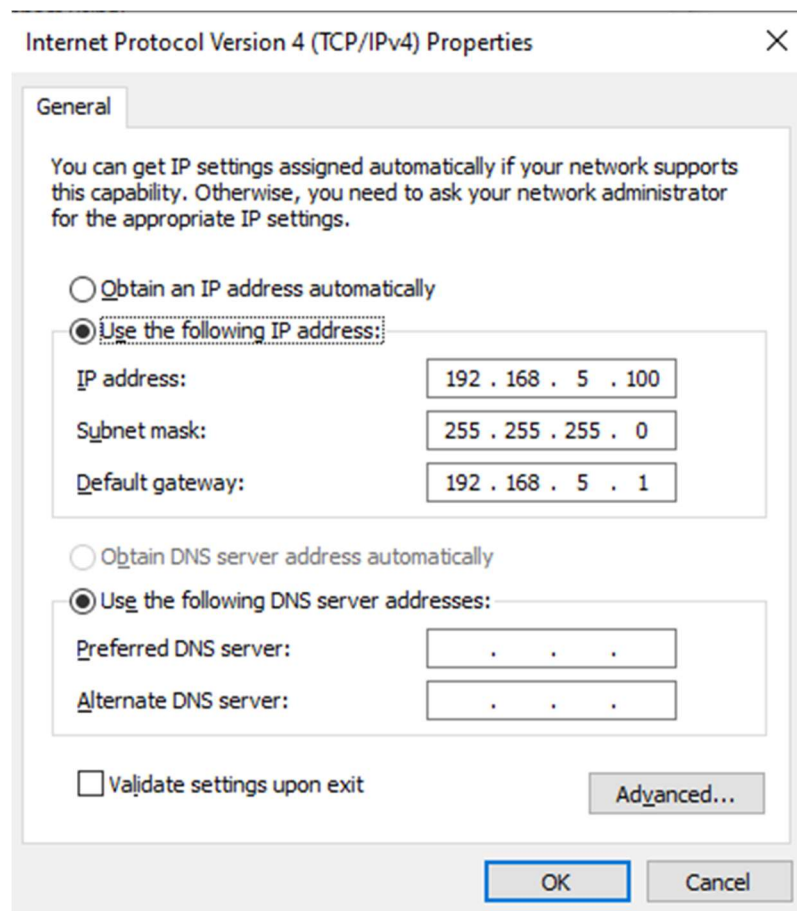 Internet Protocol Version 4 (TCP/IPv4) Properties
General
You can get IP settings assigned automatically if your network supports
this capability. Otherwise, you need to ask your network administrator
for the appropriate IP settings.
Obtain an IP address automatically
Use the following IP address:
IP address: 192 . 168 . 5 . 100
Subnet mask: 255 . 255 . 255 . 0
Default gateway: 192 . 168 . 5 . 1
Obtain DNS server address automatically
Use the following DNS server addresses:
Preferred DNS server: . . .
Alternate DNS server: . . .
Validate settings upon exit
Advanced...
OK Cancel